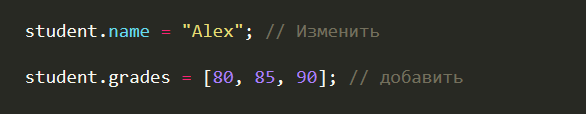 student.name = "Alex"; // Изменить
student.grades = [80, 85, 90]; // добавить